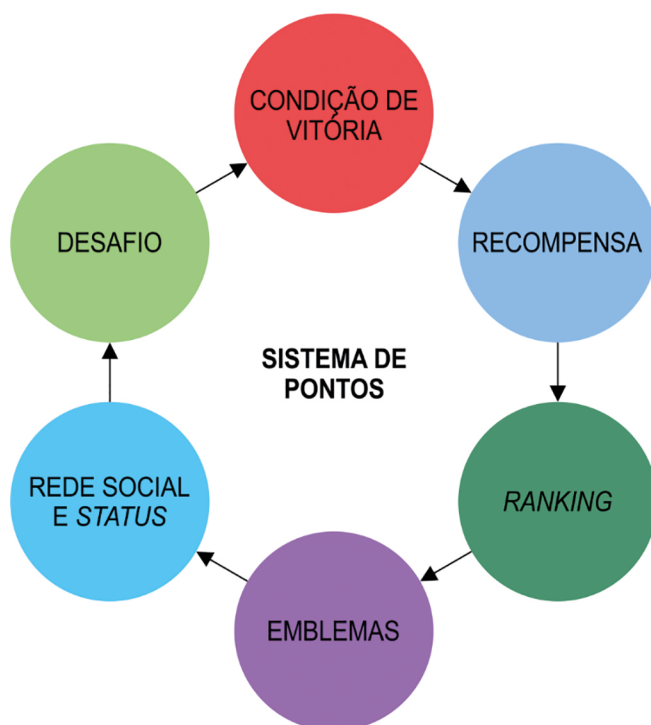 CONDIÇÃO DE
VITÓRIA
RECOMPENSA
RANKING
EMBLEMAS
REDE SOCIAL
E STATUS
DESAFIO
SISTEMA DE
PONTOS